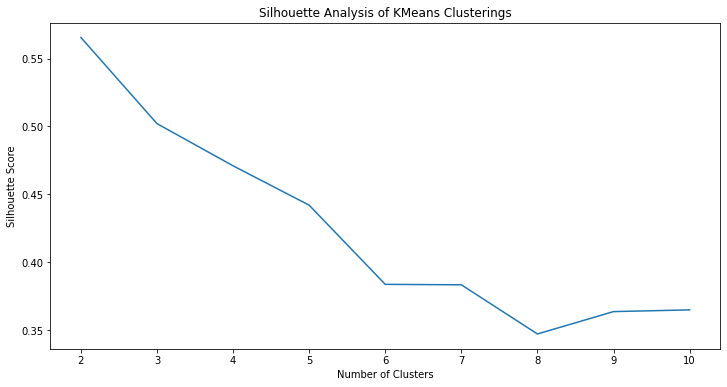 Silhouette Analysis of KMeans Clusterings
0.55
0.50
0.45
0.40
0.35
Silhouette Score
2 3 4 5 6 7 8 9 10
Number of Clusters